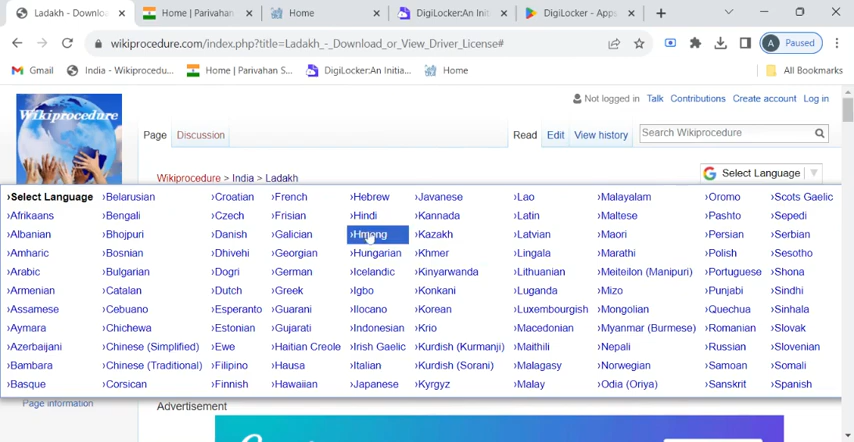 Ladakh - Downlo
Home | Parivahan
Home
DigiLocker:An Ini
DigiLocker - Apps
wikiprocedure.com/index.php?title=Ladakh_-_Download_or_View_Driver_License#
A Paused
Gmail
India - Wikiprocedu...
Home | Parivahan S...
DigiLocker:An Initia...
Home
All Bookmarks
Not logged in Talk Contributions Create account Log in
Wikiprocedure
Page Discussion
Read Edit View history
Search Wikiprocedure
Wikiprocedure > India > Ladakh
G Select Language
›Select Language ›Belarusian ›Croatian ›French ›Hebrew ›Javanese ›Lao ›Malayalam ›Oromo ›Scots Gaelic
›Afrikaans ›Bengali ›Czech ›Frisian ›Hindi ›Kannada ›Latin ›Maltese ›Pashto ›Sepedi
›Albanian ›Bhojpuri ›Danish ›Galician ›Hmong ›Kazakh ›Latvian ›Maori ›Persian ›Serbian
›Amharic ›Bosnian ›Dhivehi ›Georgian ›Hungarian ›Khmer ›Lingala ›Marathi ›Polish ›Sesotho
›Arabic ›Bulgarian ›Dogri ›German ›Icelandic ›Kinyarwanda ›Lithuanian ›Meiteilon (Manipuri) ›Portuguese ›Shona
›Armenian ›Catalan ›Dutch ›Greek ›Igbo ›Konkani ›Luganda ›Mizo ›Punjabi ›Sindhi
›Assamese ›Cebuano ›Esperanto ›Guarani ›Ilocano ›Korean ›Luxembourgish ›Mongolian ›Quechua ›Sinhala
›Aymara ›Chichewa ›Estonian ›Gujarati ›Indonesian ›Krio ›Macedonian ›Myanmar (Burmese) ›Romanian ›Slovak
›Azerbaijani ›Chinese (Simplified) ›Ewe ›Haitian Creole ›Irish Gaelic ›Kurdish (Kurmanji) ›Maithili ›Nepali ›Russian ›Slovenian
›Bambara ›Chinese (Traditional) ›Filipino ›Hausa ›Italian ›Kurdish (Sorani) ›Malagasy ›Norwegian ›Samoan ›Somali
›Basque ›Corsican ›Finnish ›Hawaiian ›Japanese ›Kyrgyz ›Malay ›Odia (Oriya) ›Sanskrit ›Spanish
Page information
Advertisement